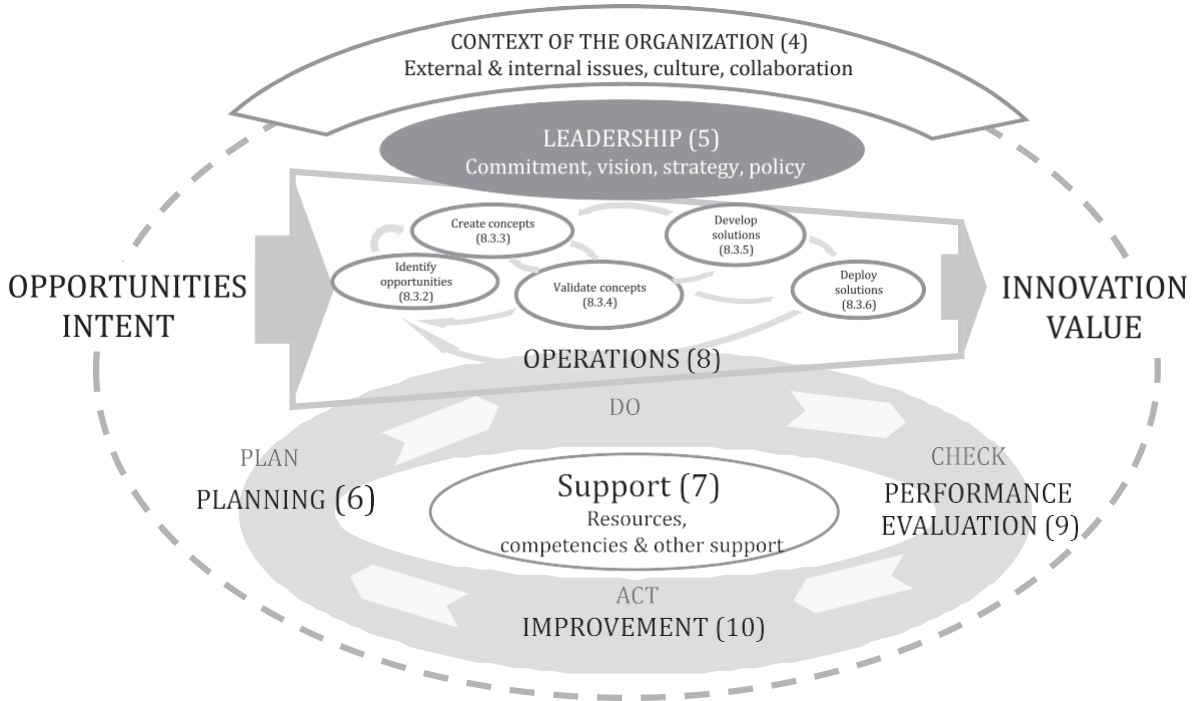 CONTEXT OF THE ORGANIZATION (4)
External & internal issues, culture, collaboration
LEADERSHIP (5)
Commitment, vision, strategy, policy
OPPORTUNITIES
INTENT
Create concepts
(8.3.3)
Develop
solutions
(8.3.5)
Identify
opportunities
(8.3.2)
Validate concepts
(8.3.4)
Deploy
solutions
(8.3.6)
INNOVATION
VALUE
OPERATIONS (8)
DO
PLAN
PLANNING (6)
Support (7)
Resources,
competencies & other support
CHECK
PERFORMANCE
EVALUATION (9)
ACT
IMPROVEMENT (10)